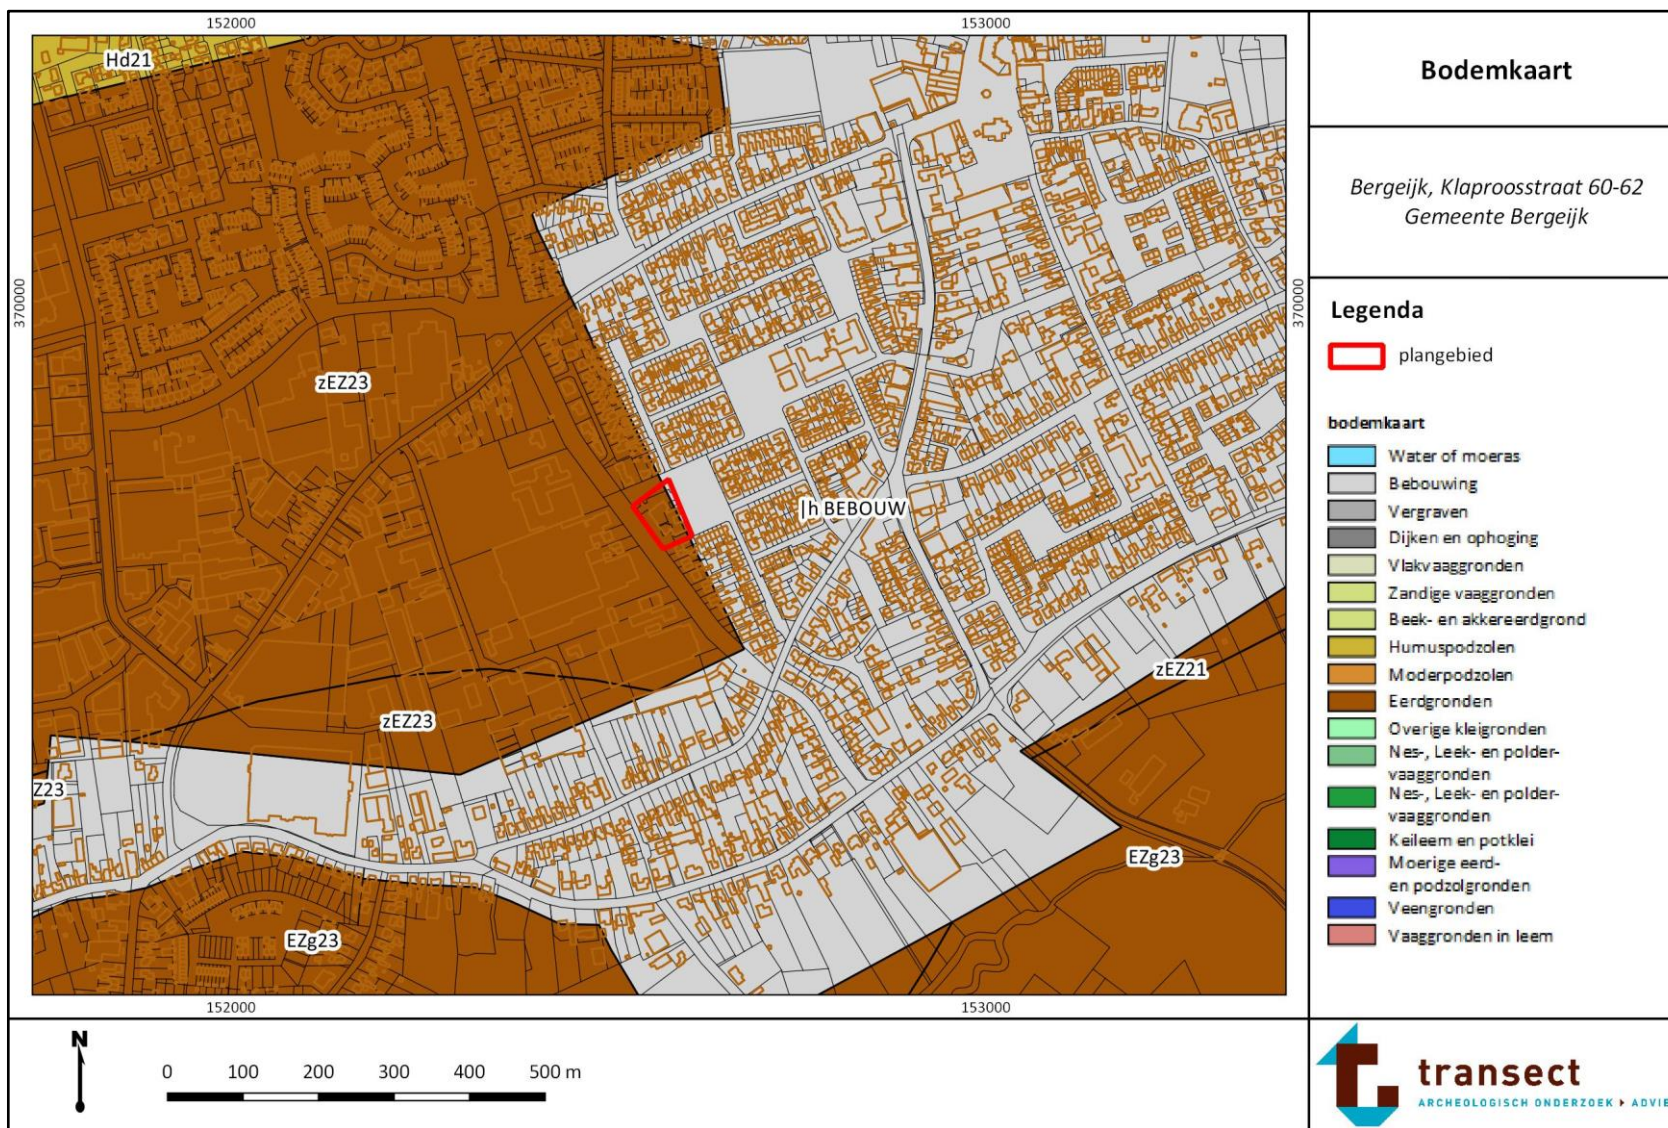 152000
153000
Hd21
370000
370000
zEZ23
|h BEBOUW
zEZ21
zEZ23
Z23
EZg23
EZg23
152000
153000
Bodemkaart
Bergeijk, Klaproosstraat 60-62
Gemeente Bergeijk
Legenda
plangebied
bodemkaart
Water of moeras
Bebouwing
Vergraven
Dijken en ophoging
Vlakvaaggronden
Zandige vaaggronden
Beek- en akkereerdgrond
Humuspodzolen
Moderpodzolen
Eerdgronden
Overige kleigronden
Nes-, Leek- en polder-
vaaggronden
Nes-, Leek- en polder-
vaaggronden
Keileem en potklei
Moerige eerd-
en podzolgronden
Veengronden
Vaaggronden in leem
N
0 100 200 300 400 500 m
transect
ARCHEOLOGISCH ONDERZOEK ▸ ADVIE